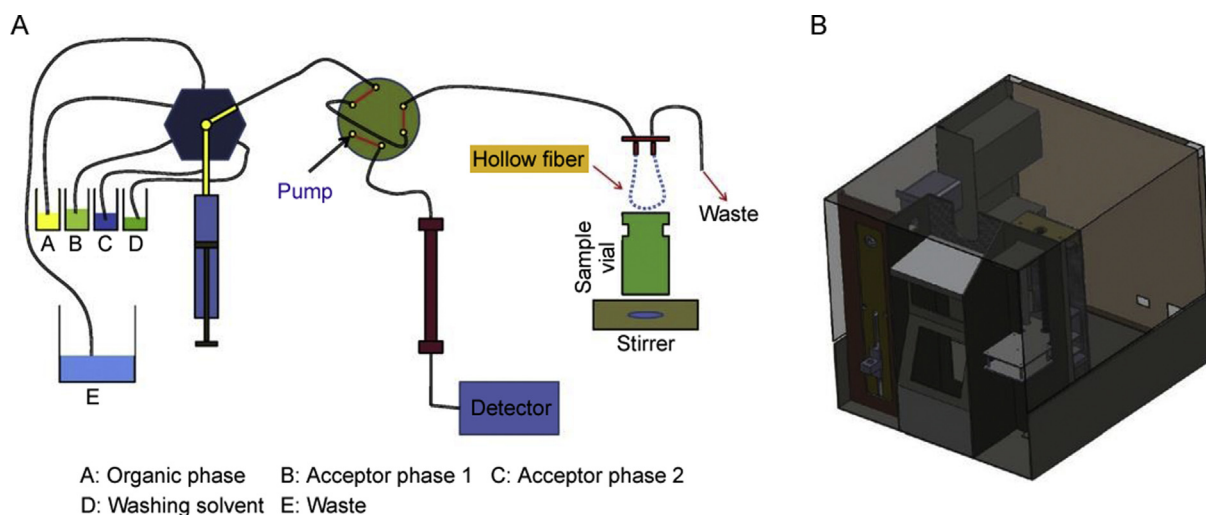 A
B
Pump
Hollow fiber
Waste
Sample
vial
A B C D
Stirrer
E
Detector
A: Organic phase B: Acceptor phase 1 C: Acceptor phase 2
D: Washing solvent E: Waste